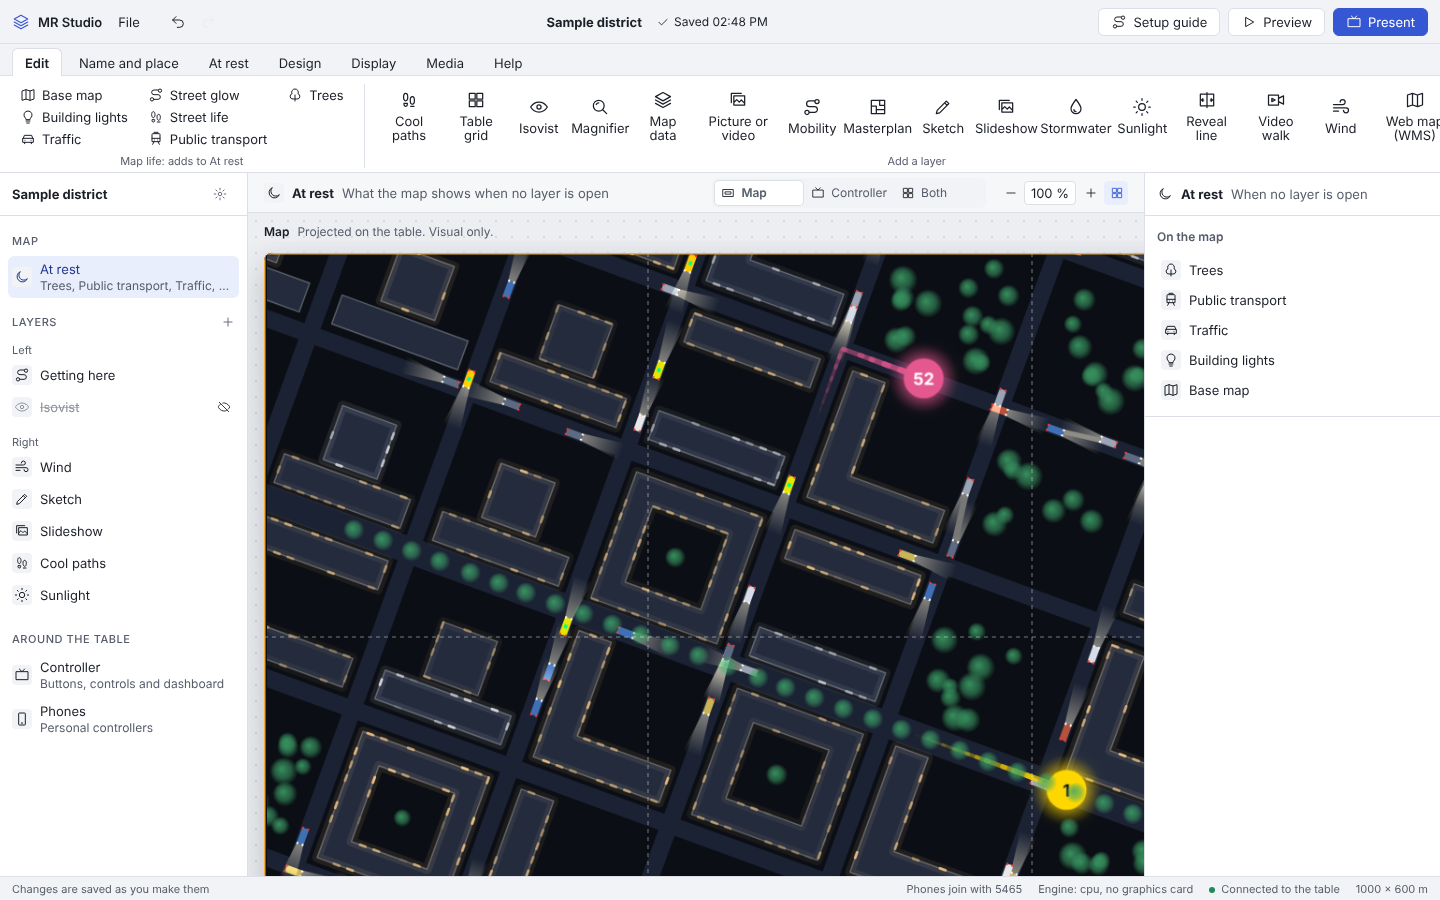 MR Studio
File
Sample district
Saved 02:48 PM
Setup guide
Preview
Present
Edit
Name and place
At rest
Design
Display
Media
Help
Base map
Street glow
Trees
Building lights
Street life
Traffic
Public transport
Map life: adds to At rest
Cool
paths
Table
grid
Isovist
Magnifier
Map
data
Picture or
video
Mobility
Masterplan
Sketch
Slideshow
Stormwater
Sunlight
Reveal
line
Video
walk
Wind
Web map
(WMS)
Add a layer
Sample district
MAP
At rest
Trees, Public transport, Traffic, ...
LAYERS
Left
Getting here
Isovist
Right
Wind
Sketch
Slideshow
Cool paths
Sunlight
AROUND THE TABLE
Controller
Buttons, controls and dashboard
Phones
Personal controllers
At rest What the map shows when no layer is open
Map
Controller
Both
100 %
Map Projected on the table. Visual only.
52
1
At rest When no layer is open
On the map
Trees
Public transport
Traffic
Building lights
Base map
Changes are saved as you make them
Phones join with 5465
Engine: cpu, no graphics card
Connected to the table
1000 × 600 m